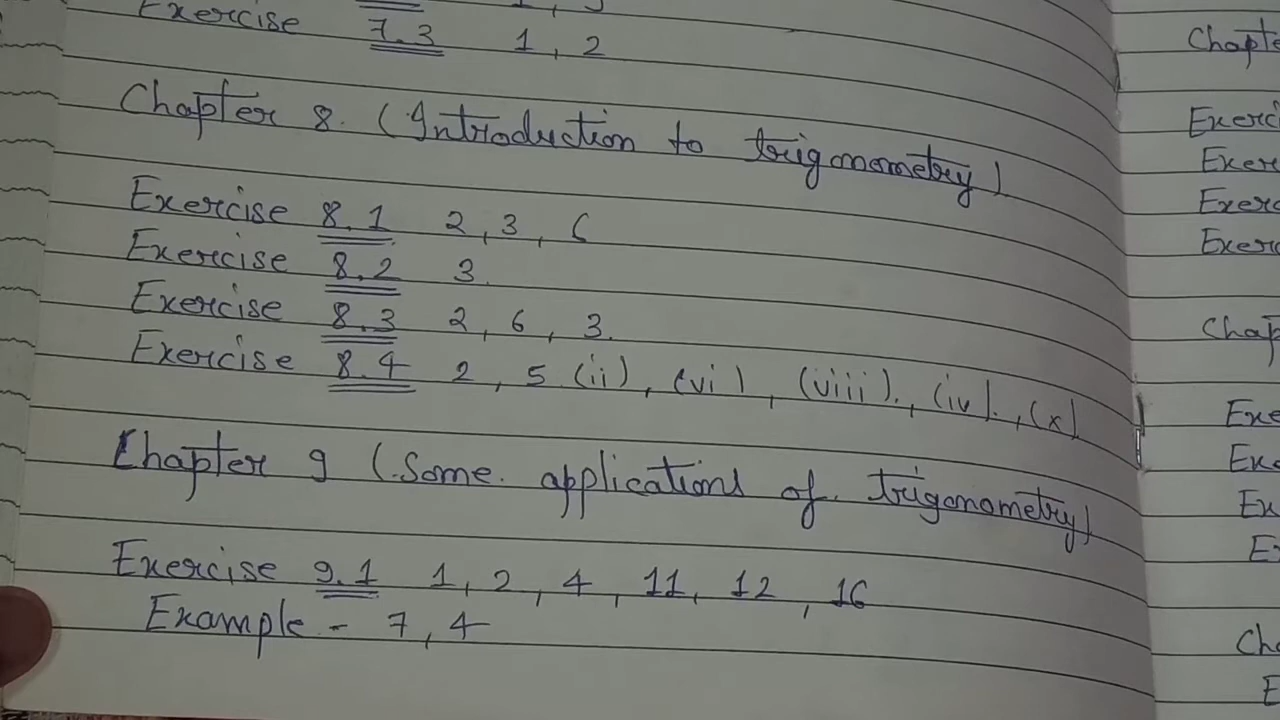 Exercise 7.3 1, 2
Chapter 8. (Introduction to trigonometry)
Exercise 8.1 2, 3, 6
Exercise 8.2 3.
Exercise 8.3 2, 6, 3.
Exercise 8.4 2, 5 (ii), (vi), (viii)., (iv)., (x)
Chapter 9 (Some. applications of trigonometry)
Exercise 9.1 1, 2, 4, 11, 12, 16
Example - 7, 4